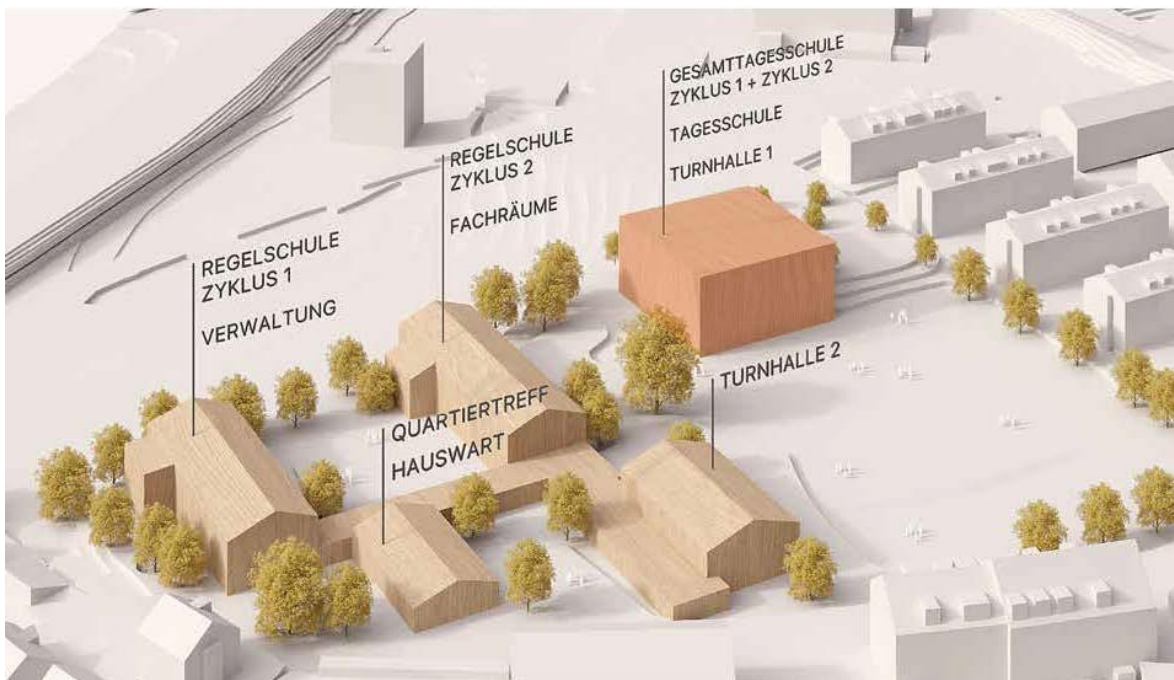 REGELSCHULE
ZYKLUS 1
VERWALTUNG
REGELSCHULE
ZYKLUS 2
FACHRÄUME
GESAMTTAGESSCHULE
ZYKLUS 1 + ZYKLUS 2
TAGESSCHULE
TURNHALLE 1
QUARTIERTREFF
HAUSWART
TURNHALLE 2